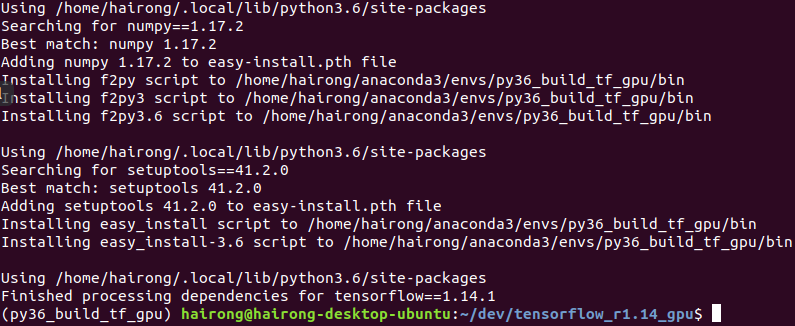 Using /home/hairong/.local/lib/python3.6/site-packages
Searching for numpy==1.17.2
Best match: numpy 1.17.2
Adding numpy 1.17.2 to easy-install.pth file
Installing f2py script to /home/hairong/anaconda3/envs/py36_build_tf_gpu/bin
Installing f2py3 script to /home/hairong/anaconda3/envs/py36_build_tf_gpu/bin
Installing f2py3.6 script to /home/hairong/anaconda3/envs/py36_build_tf_gpu/bin
Using /home/hairong/.local/lib/python3.6/site-packages
Searching for setuptools==41.2.0
Best match: setuptools 41.2.0
Adding setuptools 41.2.0 to easy-install.pth file
Installing easy_install script to /home/hairong/anaconda3/envs/py36_build_tf_gpu/bin
Installing easy_install-3.6 script to /home/hairong/anaconda3/envs/py36_build_tf_gpu/bin
Using /home/hairong/.local/lib/python3.6/site-packages
Finished processing dependencies for tensorflow==1.14.1
(py36_build_tf_gpu) hairong@hairong-desktop-ubuntu:~/dev/tensorflow_r1.14_gpu$